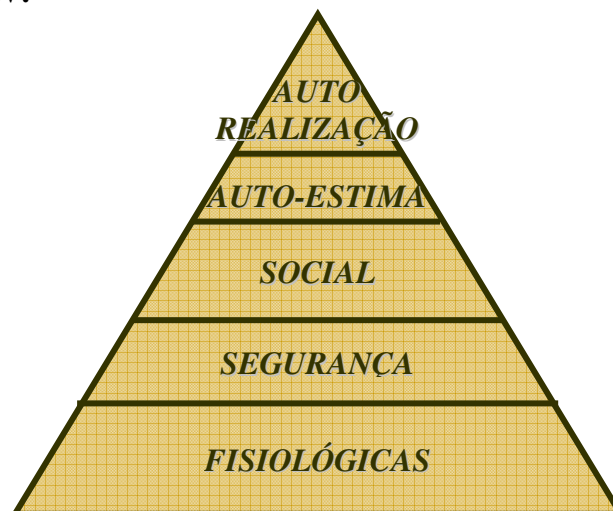 AUTO
REALIZAÇÃO
AUTO-ESTIMA
SOCIAL
SEGURANÇA
FISIOLÓGICAS